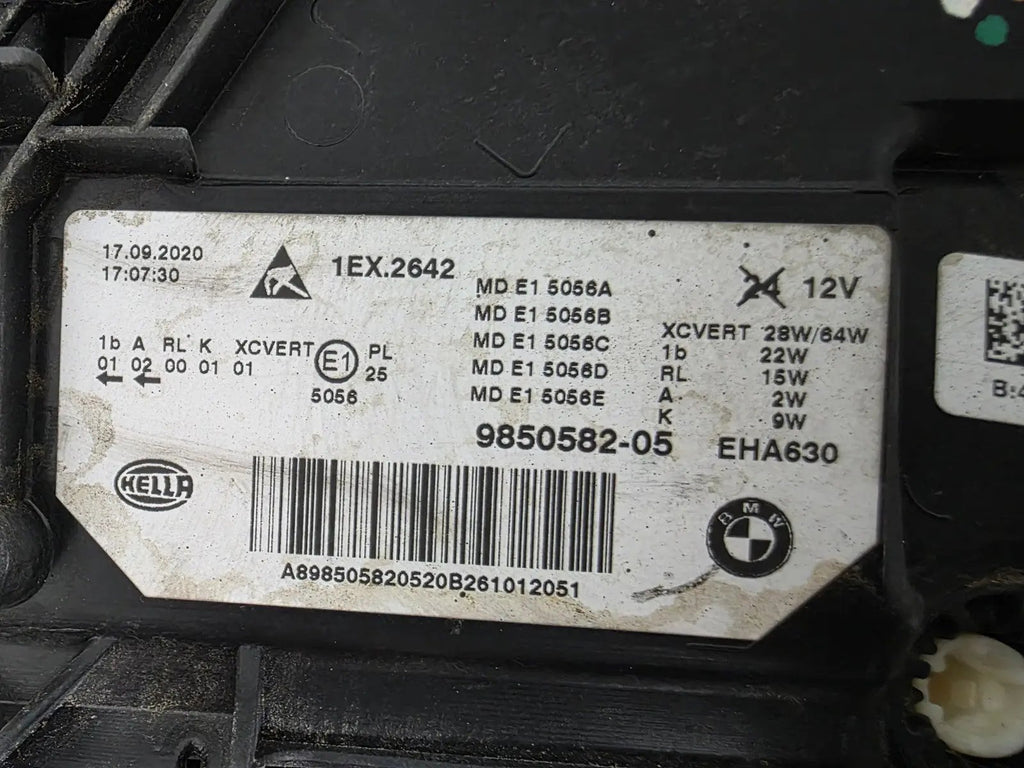 17.09.2020
17:07:30
1EX.2642
MD E1 5056A
MD E1 5056B
MD E1 5056C
MD E1 5056D
MD E1 5056E
24 12V
XCVERT 28W/64W
1b 22W
RL 15W
A 2W
K 9W
1b A RL K XCVERT
01 02 00 01 01
E1
5056
PL
25
9850582-05 EHA630
HELLA
BMW
A898505820520B261012051